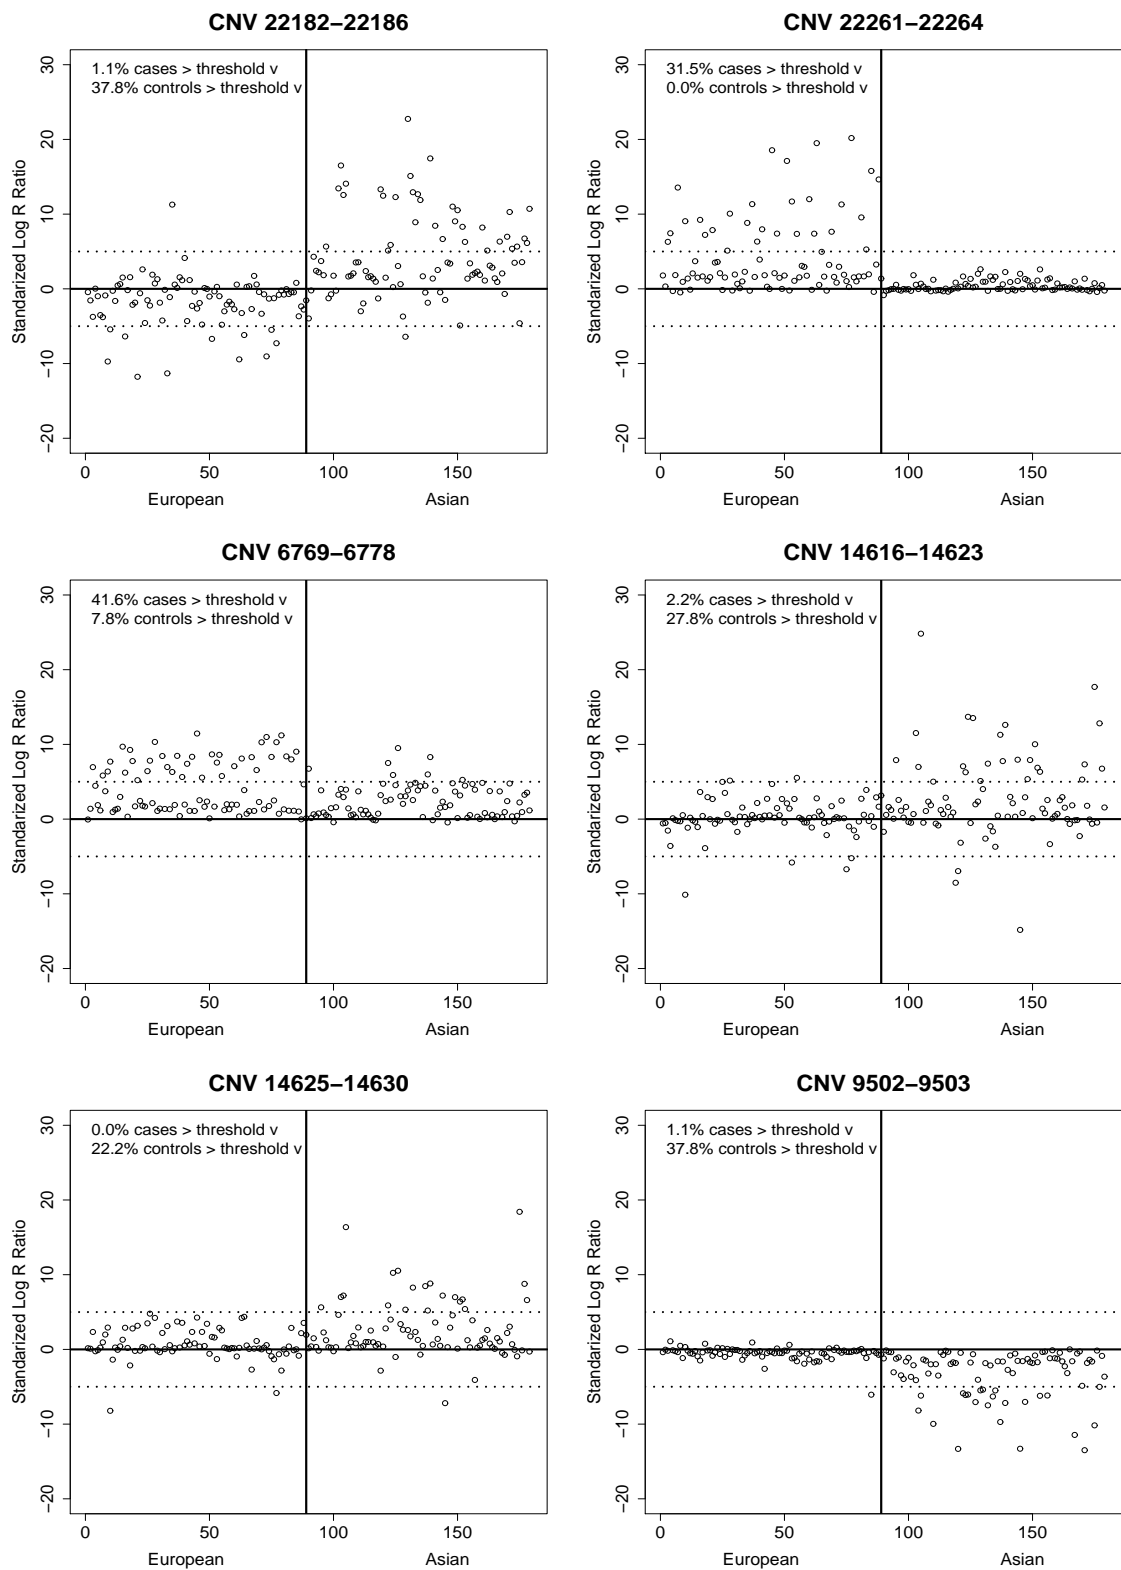 CNV 22182−22186
1.1% cases > threshold v
37.8% controls > threshold v
Standarized Log R Ratio
30
20
10
0
−10
−20
0
50
100
150
European
Asian
CNV 22261−22264
31.5% cases > threshold v
0.0% controls > threshold v
Standarized Log R Ratio
30
20
10
0
−10
−20
0
50
100
150
European
Asian
CNV 6769−6778
41.6% cases > threshold v
7.8% controls > threshold v
Standarized Log R Ratio
30
20
10
0
−10
−20
0
50
100
150
European
Asian
CNV 14616−14623
2.2% cases > threshold v
27.8% controls > threshold v
Standarized Log R Ratio
30
20
10
0
−10
−20
0
50
100
150
European
Asian
CNV 14625−14630
0.0% cases > threshold v
22.2% controls > threshold v
Standarized Log R Ratio
30
20
10
0
−10
−20
0
50
100
150
European
Asian
CNV 9502−9503
1.1% cases > threshold v
37.8% controls > threshold v
Standarized Log R Ratio
30
20
10
0
−10
−20
0
50
100
150
European
Asian